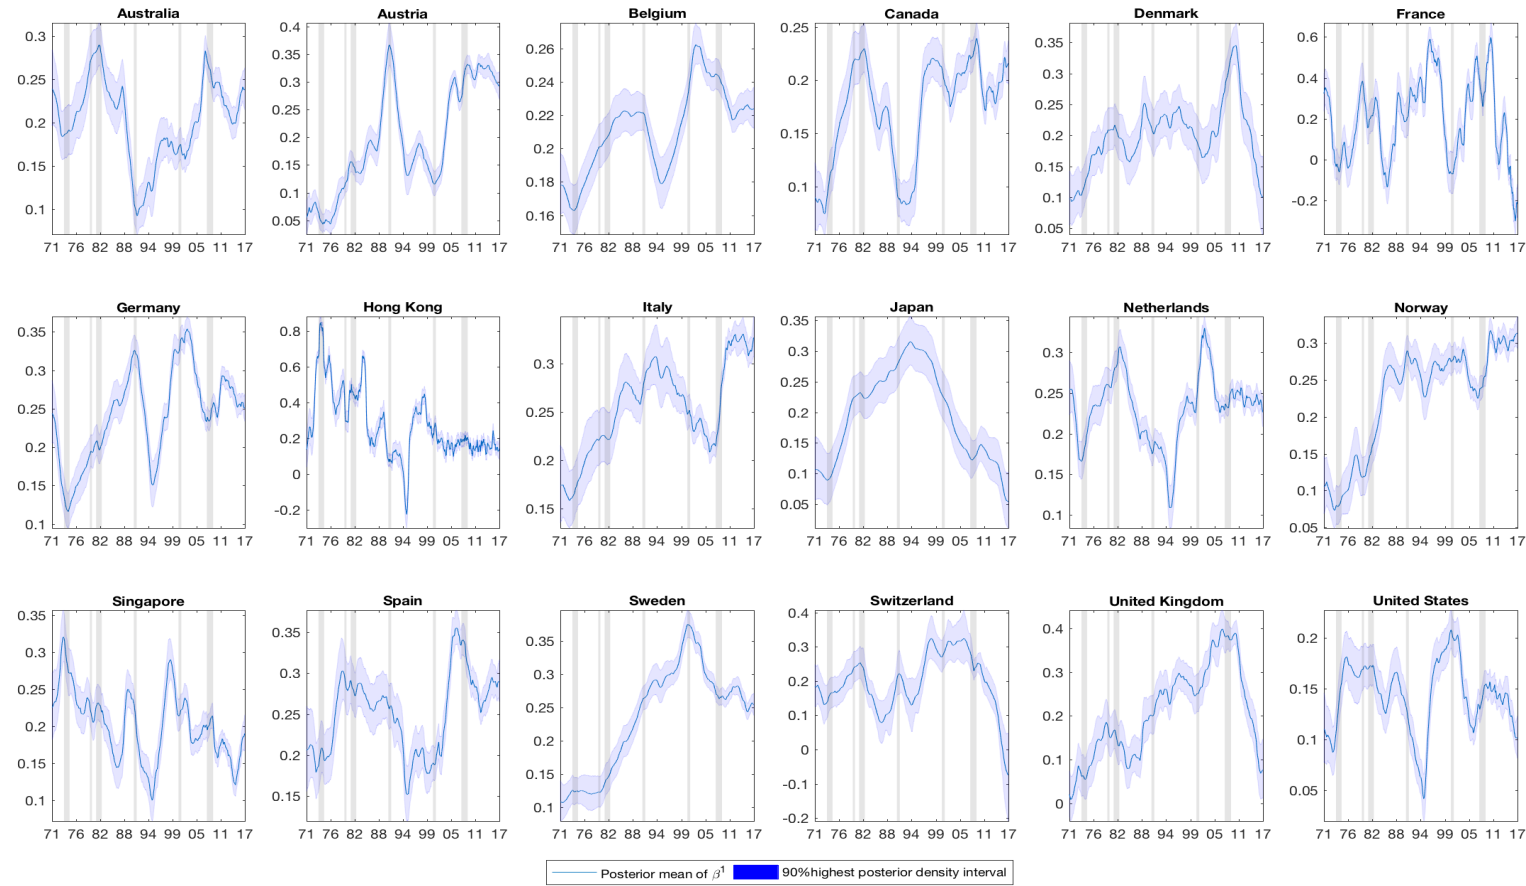 Australia Austria Belgium Canada Denmark France
0.3 0.25 0.2 0.15 0.1
0.4 0.35 0.3 0.25 0.2 0.15 0.1 0.05
0.26 0.24 0.22 0.2 0.18 0.16
0.25 0.2 0.15 0.1
0.35 0.3 0.25 0.2 0.15 0.1 0.05
0.6 0.4 0.2 0 -0.2
71 76 82 88 94 99 05 11 17 71 76 82 88 94 99 05 11 17 71 76 82 88 94 99 05 11 17 71 76 82 88 94 99 05 11 17 71 76 82 88 94 99 05 11 17 71 76 82 88 94 99 05 11 17
Germany Hong Kong Italy Japan Netherlands Norway
0.35 0.3 0.25 0.2 0.15 0.1
0.8 0.6 0.4 0.2 0 -0.2
0.3 0.25 0.2 0.15
0.35 0.3 0.25 0.2 0.15 0.1 0.05
0.3 0.25 0.2 0.15 0.1
0.3 0.25 0.2 0.15 0.1 0.05
71 76 82 88 94 99 05 11 17 71 76 82 88 94 99 05 11 17 71 76 82 88 94 99 05 11 17 71 76 82 88 94 99 05 11 17 71 76 82 88 94 99 05 11 17 71 76 82 88 94 99 05 11 17
Singapore Spain Sweden Switzerland United Kingdom United States
0.35 0.3 0.25 0.2 0.15 0.1
0.35 0.3 0.25 0.2 0.15
0.35 0.3 0.25 0.2 0.15 0.1
0.4 0.3 0.2 0.1 0 -0.1 -0.2
0.4 0.3 0.2 0.1 0
0.2 0.15 0.1 0.05
71 76 82 88 94 99 05 11 17 71 76 82 88 94 99 05 11 17 71 76 82 88 94 99 05 11 17 71 76 82 88 94 99 05 11 17 71 76 82 88 94 99 05 11 17 71 76 82 88 94 99 05 11 17
Posterior mean of β¹ 90%highest posterior density interval